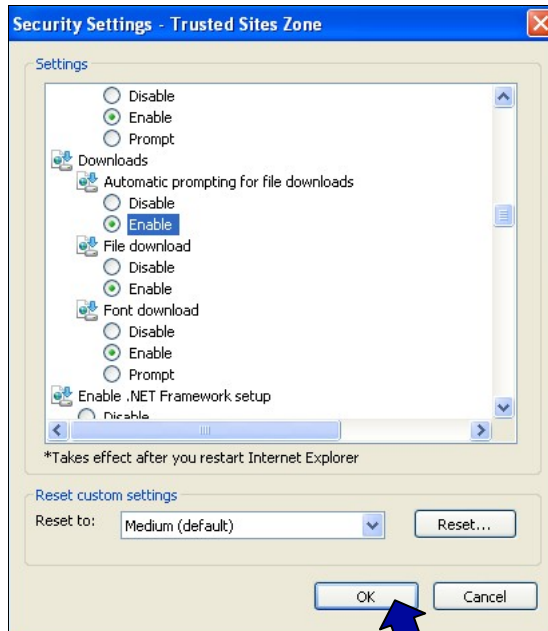 Security Settings - Trusted Sites Zone
Settings
Disable
Enable
Prompt
Downloads
Automatic prompting for file downloads
Disable
Enable
File download
Disable
Enable
Font download
Disable
Enable
Prompt
Enable .NET Framework setup
Disable
*Takes effect after you restart Internet Explorer
Reset custom settings
Reset to: Medium (default) Reset...
OK Cancel